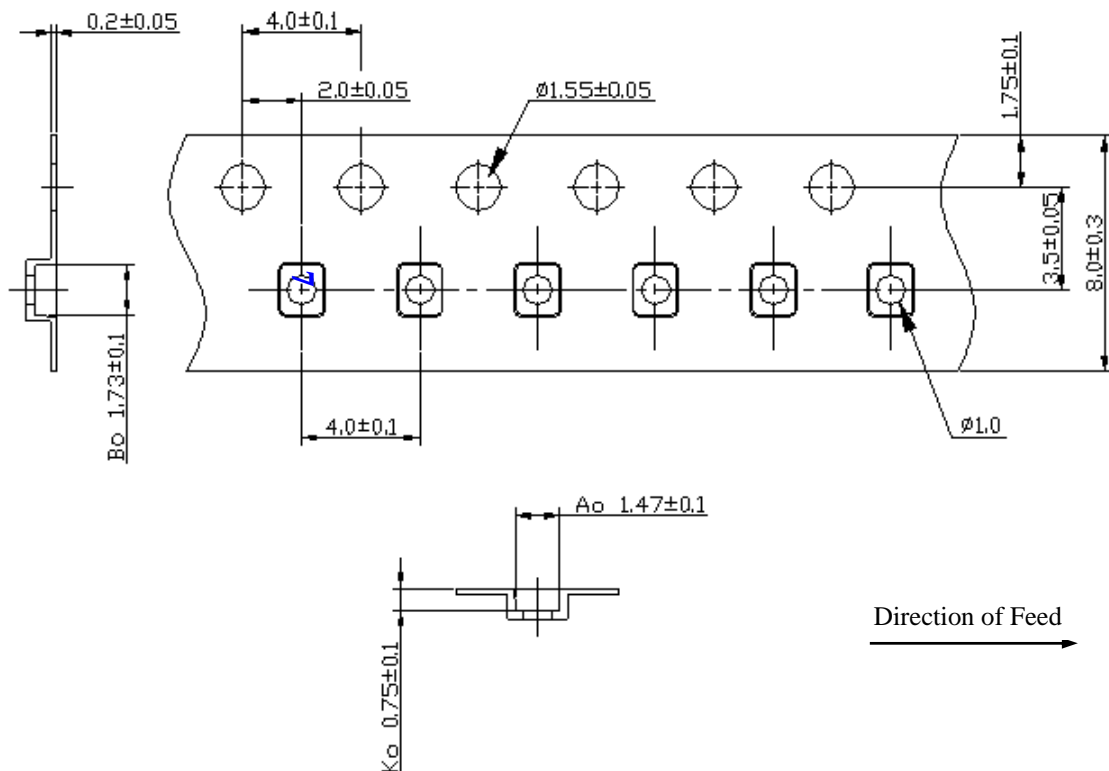 0.2±0.05
4.0±0.1
2.0±0.05
Ø1.55±0.05
1.75±0.1
3.5±0.05
8.0±0.3
Z
Bo 1.73±0.1
4.0±0.1
Ø1.0
Ao 1.47±0.1
Ko 0.75±0.1
Direction of Feed